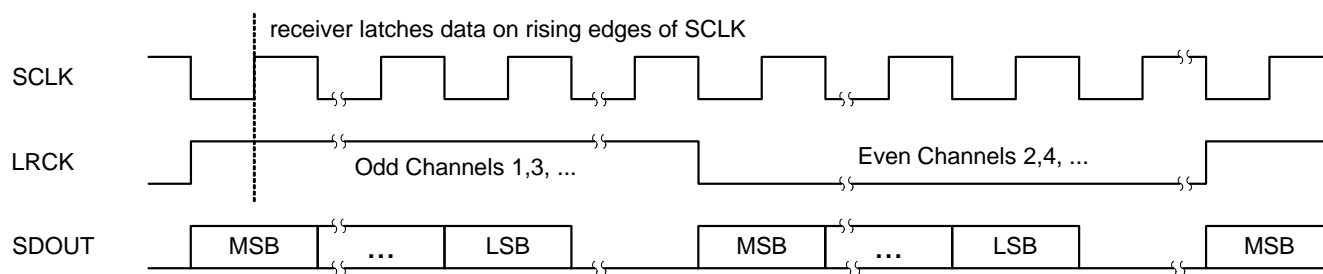 receiver latches data on rising edges of SCLK
SCLK
LRCK
Odd Channels 1,3, ...
Even Channels 2,4, ...
SDOUT
MSB
...
LSB
MSB
...
LSB
MSB